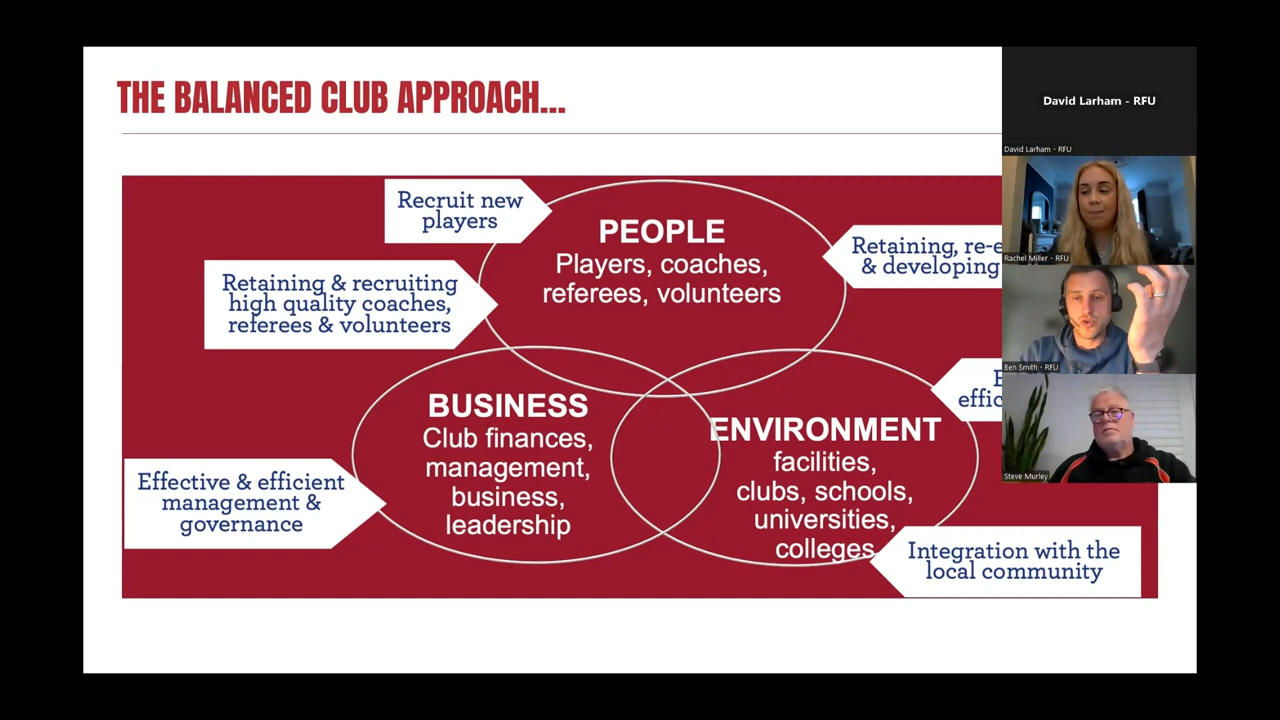 THE BALANCED CLUB APPROACH...
Recruit new
players
PEOPLE
Players, coaches,
referees, volunteers
Retaining,
& developing
Retaining & recruiting
high quality coaches,
referees & volunteers
BUSINESS
Club finances,
management,
business,
leadership
ENVIRONMENT
facilities,
clubs, schools,
universities,
colleges
Effective & efficient
management &
governance
Integration with the
local community
David Larham - RFU
David Larham - RFU
Rachel Miller - RFU
Ben Smith - RFU
Steve Murley